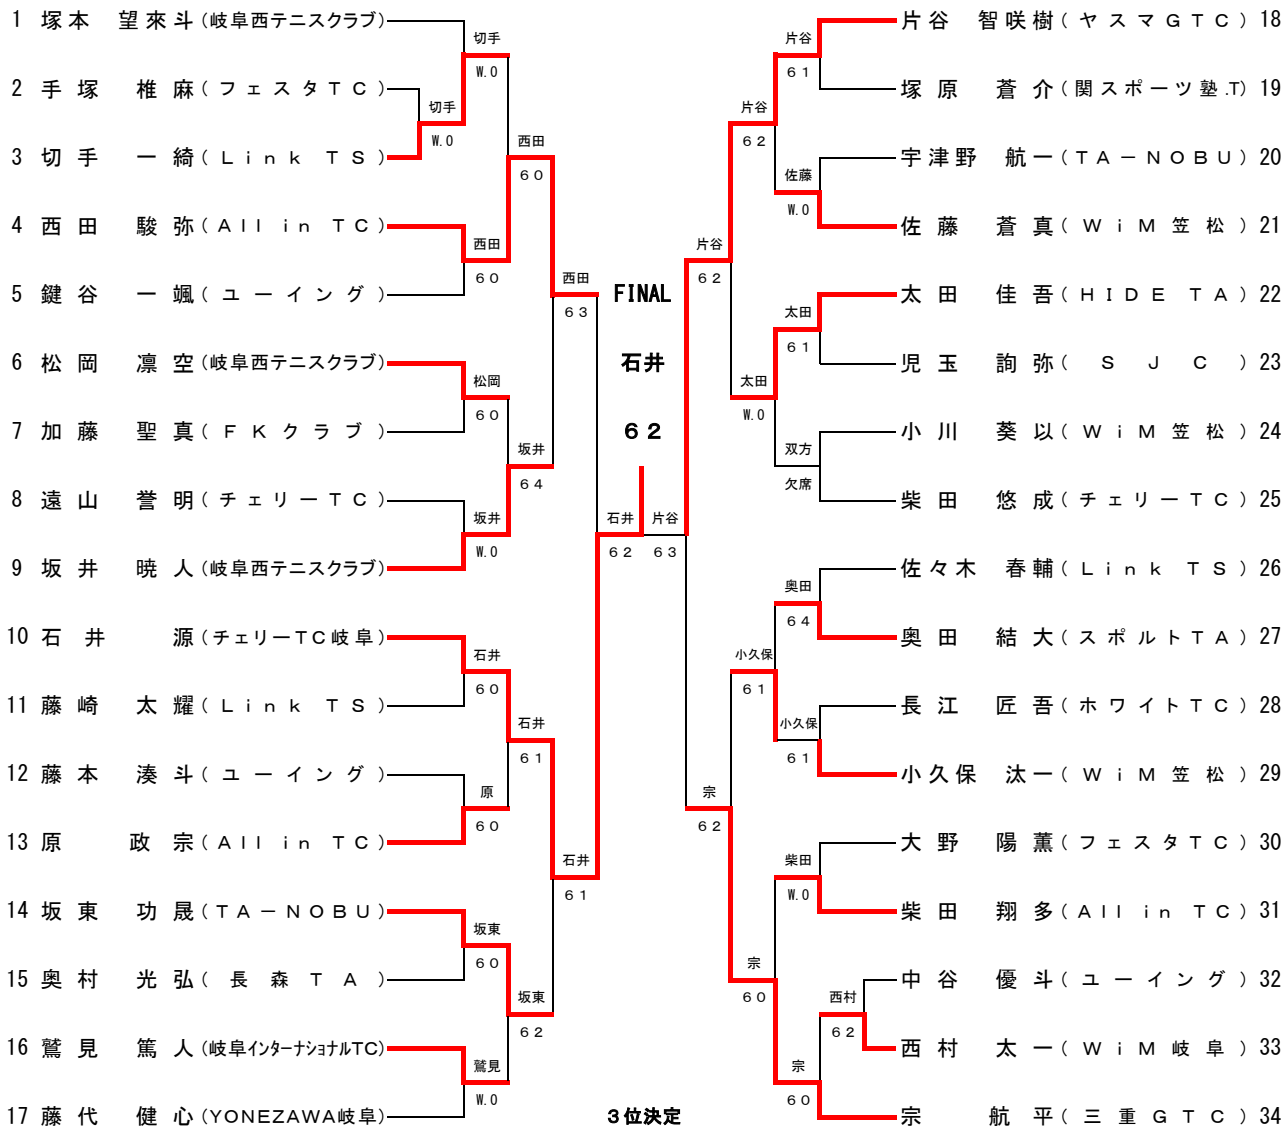 1 塚本 望來斗(岐阜西テニスクラブ)
切手
W.0
2 手塚 椎麻(フェスタTC)
切手
W.0
3 切手 一綺(Link TS)
西田
60
4 西田 駿弥(All in TC)
西田
60
5 鍵谷 一颯(ユーイング)
西田
63
6 松岡 凛空(岐阜西テニスクラブ)
松岡
60
7 加藤 聖真(FKクラブ)
坂井
64
8 遠山 誉明(チェリーTC)
坂井
W.0
9 坂井 暁人(岐阜西テニスクラブ)
石井
62
10 石井 源(チェリーTC岐阜)
石井
60
11 藤崎 太耀(Link TS)
石井
61
12 藤本 湊斗(ユーイング)
原
60
13 原 政宗(All in TC)
石井
61
14 坂東 功晟(TA-NOBU)
坂東
60
15 奥村 光弘(長森TA)
坂東
62
16 鷲見 篤人(岐阜インターナショナルTC)
鷲見
W.0
17 藤代 健心(YONEZAWA岐阜)
FINAL
石井
62
3位決定
片谷 智咲樹(ヤスマGTC) 18
片谷
61
塚原 蒼介(関スポーツ塾.T) 19
片谷
62
宇津野 航一(TA-NOBU) 20
佐藤
W.0
佐藤 蒼真(WiM笠松) 21
片谷
62
太田 佳吾(HIDE TA) 22
太田
61
児玉 詢弥(SJC) 23
太田
W.0
小川 葵以(WiM笠松) 24
双方
欠席
柴田 悠成(チェリーTC) 25
片谷
63
佐々木 春輔(Link TS) 26
奥田
64
奥田 結大(スポルトTA) 27
小久保
61
長江 匠吾(ホワイトTC) 28
小久保
61
小久保 汰一(WiM笠松) 29
宗
62
大野 陽薫(フェスタTC) 30
柴田
W.0
柴田 翔多(All in TC) 31
宗
60
中谷 優斗(ユーイング) 32
西村
62
西村 太一(WiM岐阜) 33
宗
60
宗 航平(三重GTC) 34